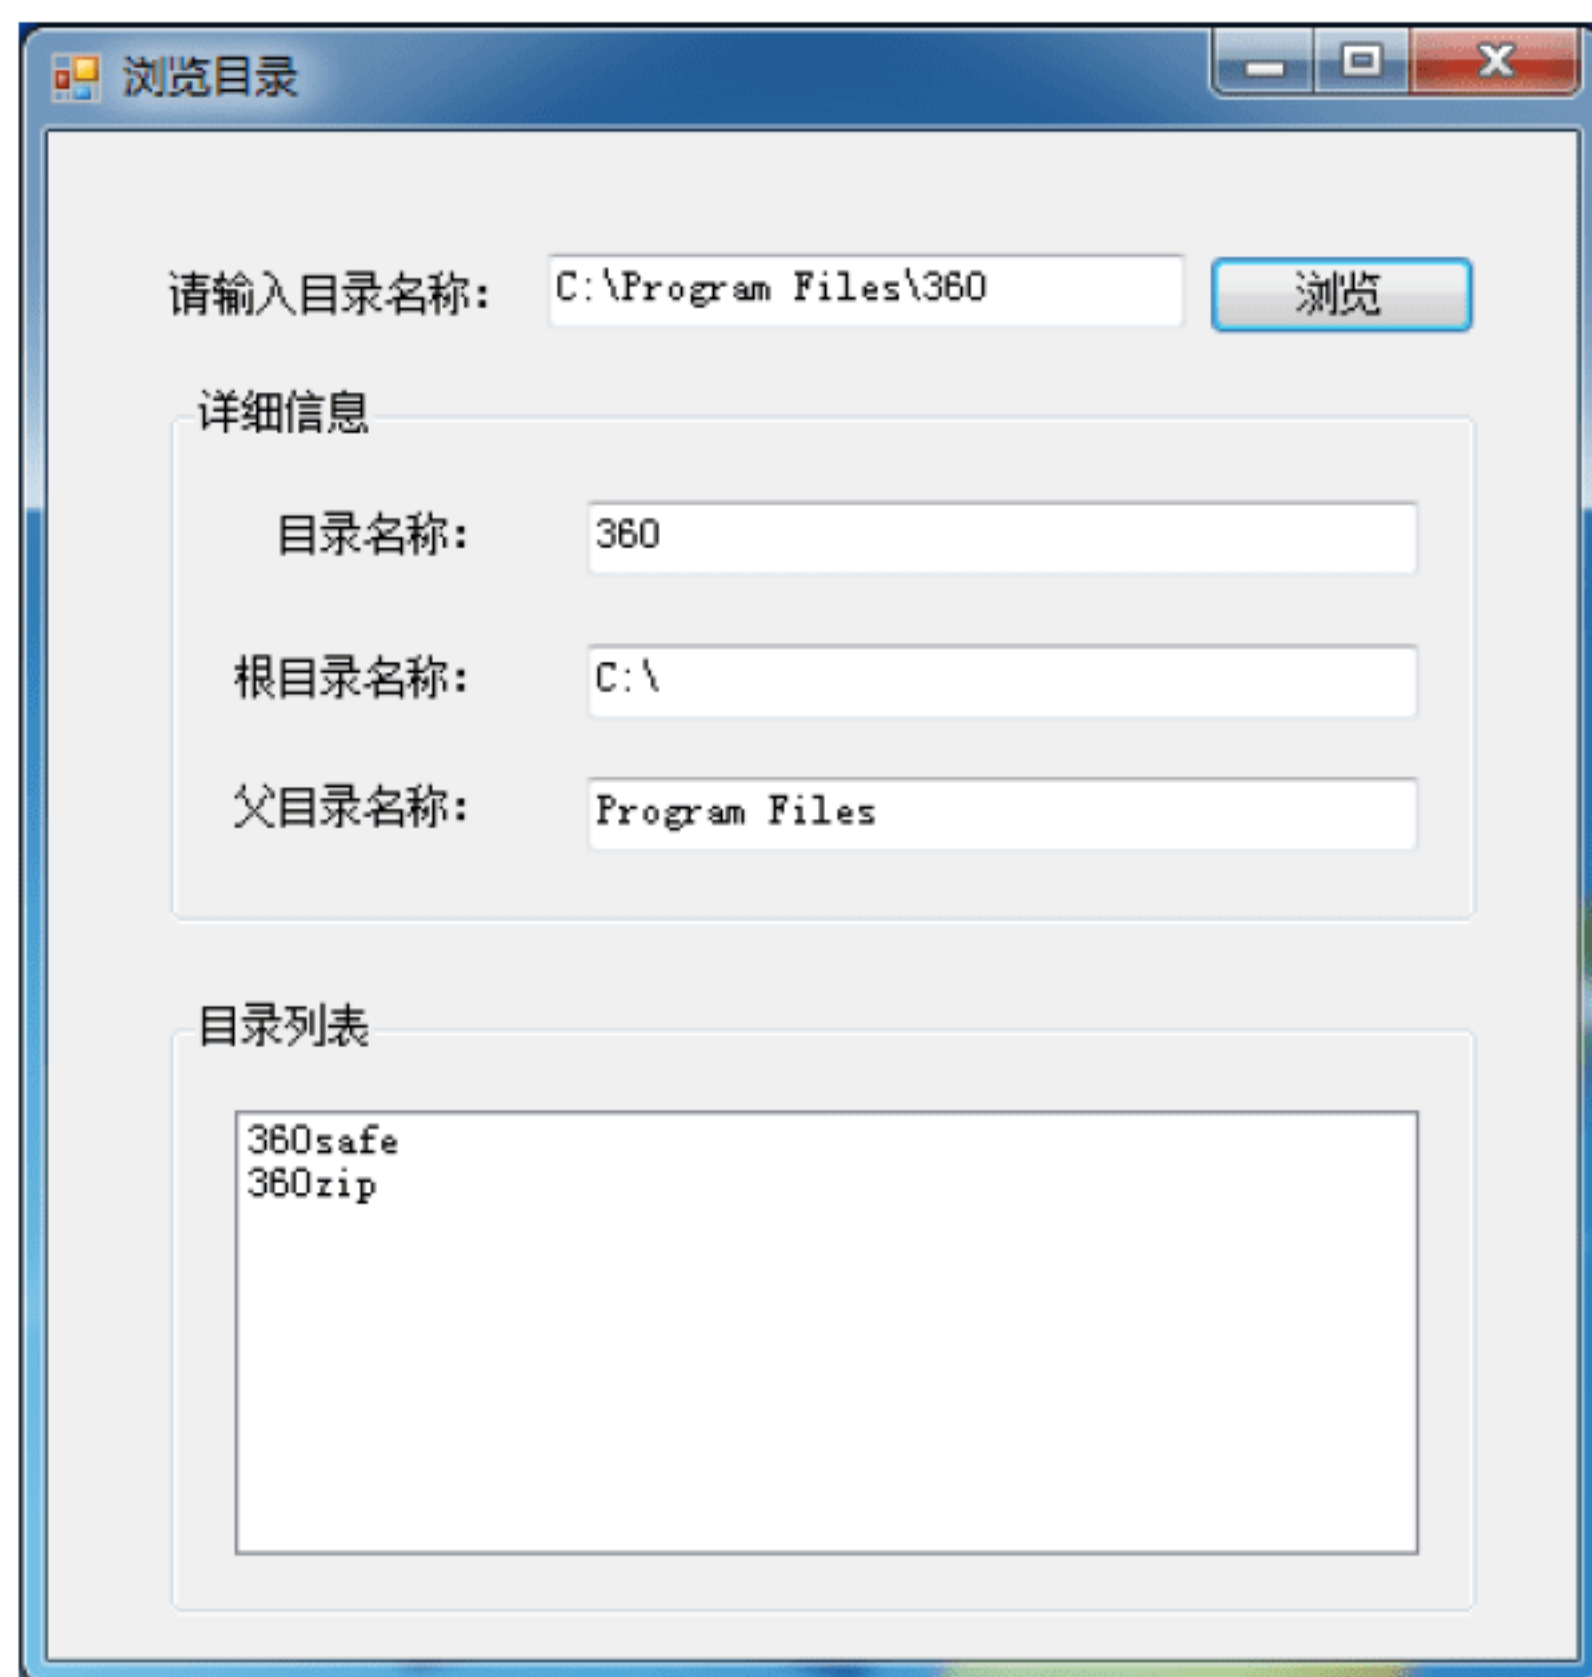 浏览目录
请输入目录名称: C:\Program Files\360 浏览
详细信息
目录名称: 360
根目录名称: C:\
父目录名称: Program Files
目录列表
360safe
360zip